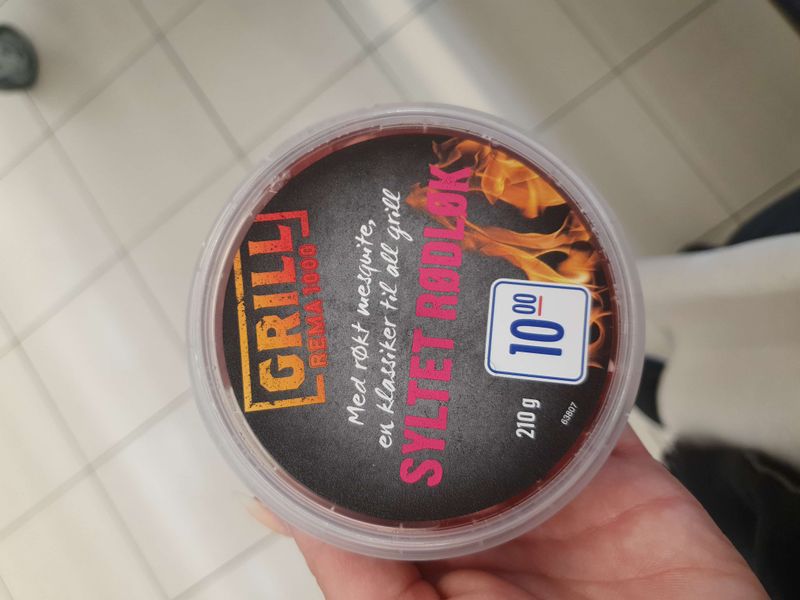 GRILL
REMA 1000
Med røkt mesquite,
en klassiker til all grill
SYLTET RØDLØK
10 00
210 g
63807